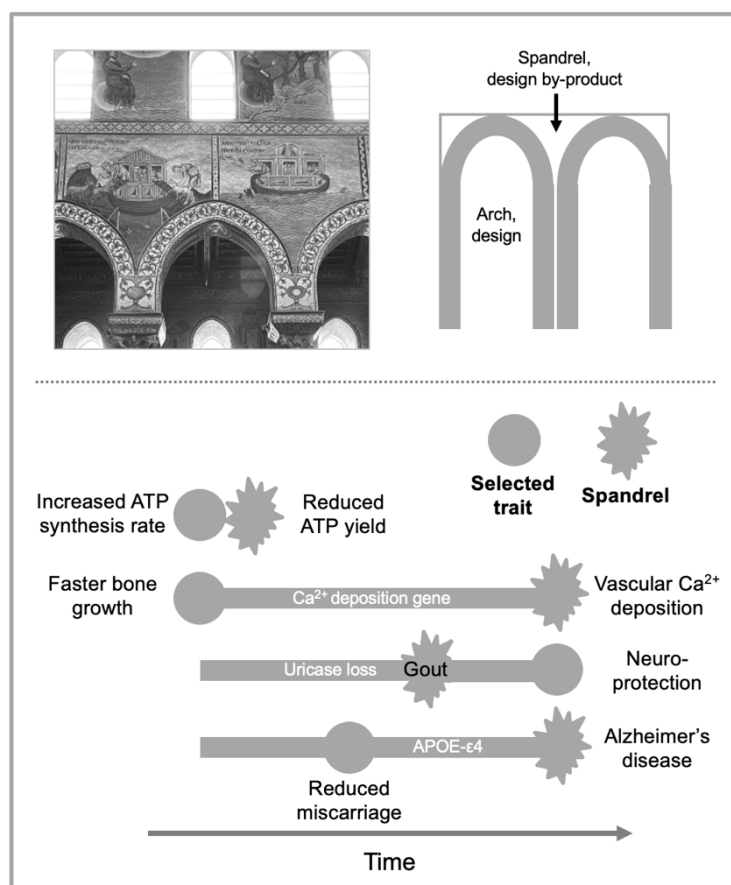 Spandrel,
design by-product
Arch,
design
Selected
trait
Spandrel
Increased ATP
synthesis rate
Reduced
ATP yield
Faster bone
growth
Ca²⁺ deposition gene
Vascular Ca²⁺
deposition
Uricase loss
Gout
Neuro-
protection
APOE-ε4
Alzheimer's
disease
Reduced
miscarriage
Time